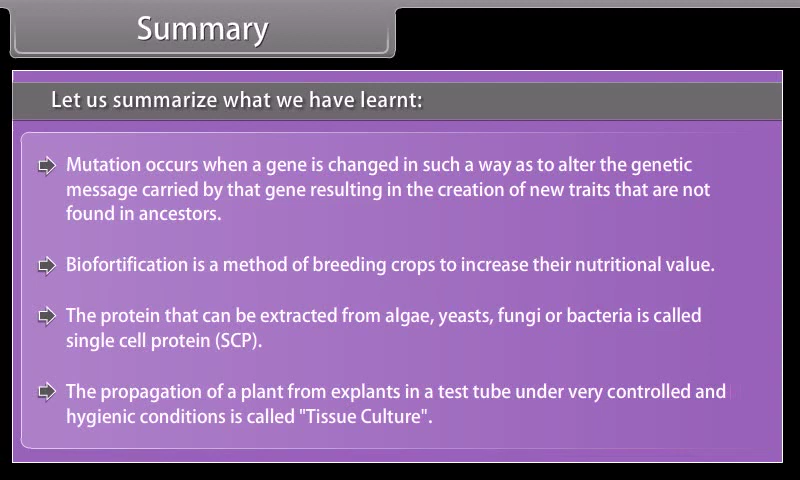 Summary
Let us summarize what we have learnt:
Mutation occurs when a gene is changed in such a way as to alter the genetic
message carried by that gene resulting in the creation of new traits that are not
found in ancestors.
Biofortification is a method of breeding crops to increase their nutritional value.
The protein that can be extracted from algae, yeasts, fungi or bacteria is called
single cell protein (SCP).
The propagation of a plant from explants in a test tube under very controlled and
hygienic conditions is called "Tissue Culture".